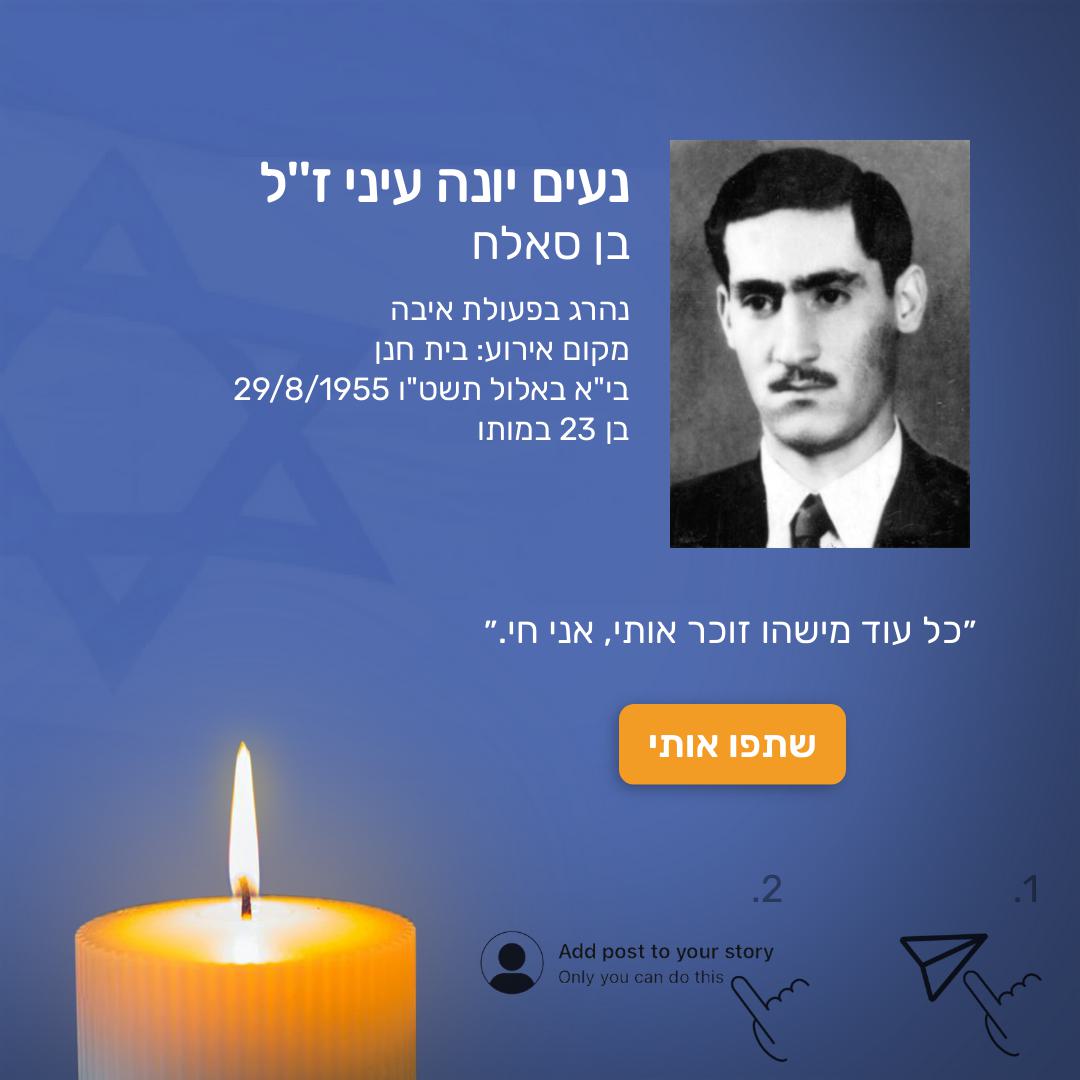 נעים יונה עיני ז"ל
בן סאלח
נהרג בפעולת איבה
מקום אירוע: בית חנן
בי"א באלול תשט"ו 29/8/1955
בן 23 במותו
״כל עוד מישהו זוכר אותי, אני חי.״
שתפו אותי
1.
2.
Add post to your story
Only you can do this